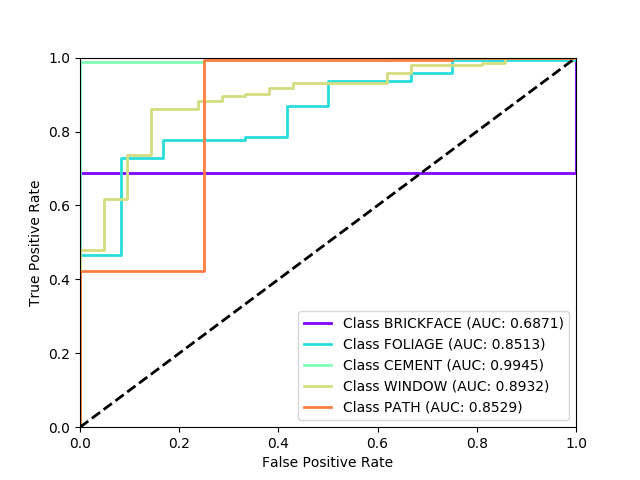 1.0
0.8
0.6
0.4
0.2
0.0
True Positive Rate
Class BRICKFACE (AUC: 0.6871)
Class FOLIAGE (AUC: 0.8513)
Class CEMENT (AUC: 0.9945)
Class WINDOW (AUC: 0.8932)
Class PATH (AUC: 0.8529)
0.0 0.2 0.4 0.6 0.8 1.0
False Positive Rate